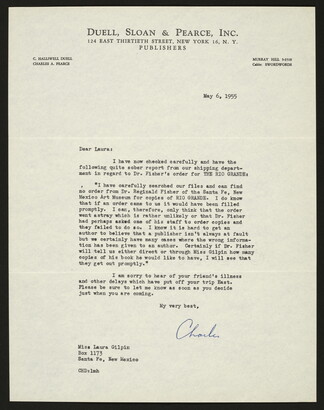 DUELL, SLOAN & PEARCE, INC.
124 EAST THIRTIETH STREET, NEW YORK 16, N. Y.
PUBLISHERS
C. HALLIWELL DUELL
CHARLES A. PEARCE
MURRAY HILL
Cable: SWORDWORDS
May 6, 1955
Dear Laura:
I have now checked carefully and have the
following quite sober report from our shipping depart-
ment in regard to Dr. Fisher's order for THE RIO GRANDE:
"I have carefully searched our files and can find
no order from Dr. Reginald Fisher of the Santa Fe, New
Mexico Art Museum for copies of RIO GRANDE. I do know
that if an order came to us it would have been filled
promptly. I can, therefore, only think that the order
went astray which is rather unlikely or that Dr. Fisher
had perhaps asked one of his staff to order copies and
they failed to do so. I know it is hard to get an
author to believe that a publisher isn't always at fault
but we certainly have many cases where the wrong informa-
tion has been given to an author. Certainly if Dr. Fisher
will tell us either direct or through Miss Gilpin how many
copies of his book he would like to have, I will see that
they get out promptly."
I am sorry to hear of your friend's illness
and other delays which have put off your trip East.
Please be sure to let me know as soon as you decide
just when you are coming.
My very best,
Charles
Miss Laura Gilpin
Box 1173
Santa Fe, New Mexico
CHD:lmb